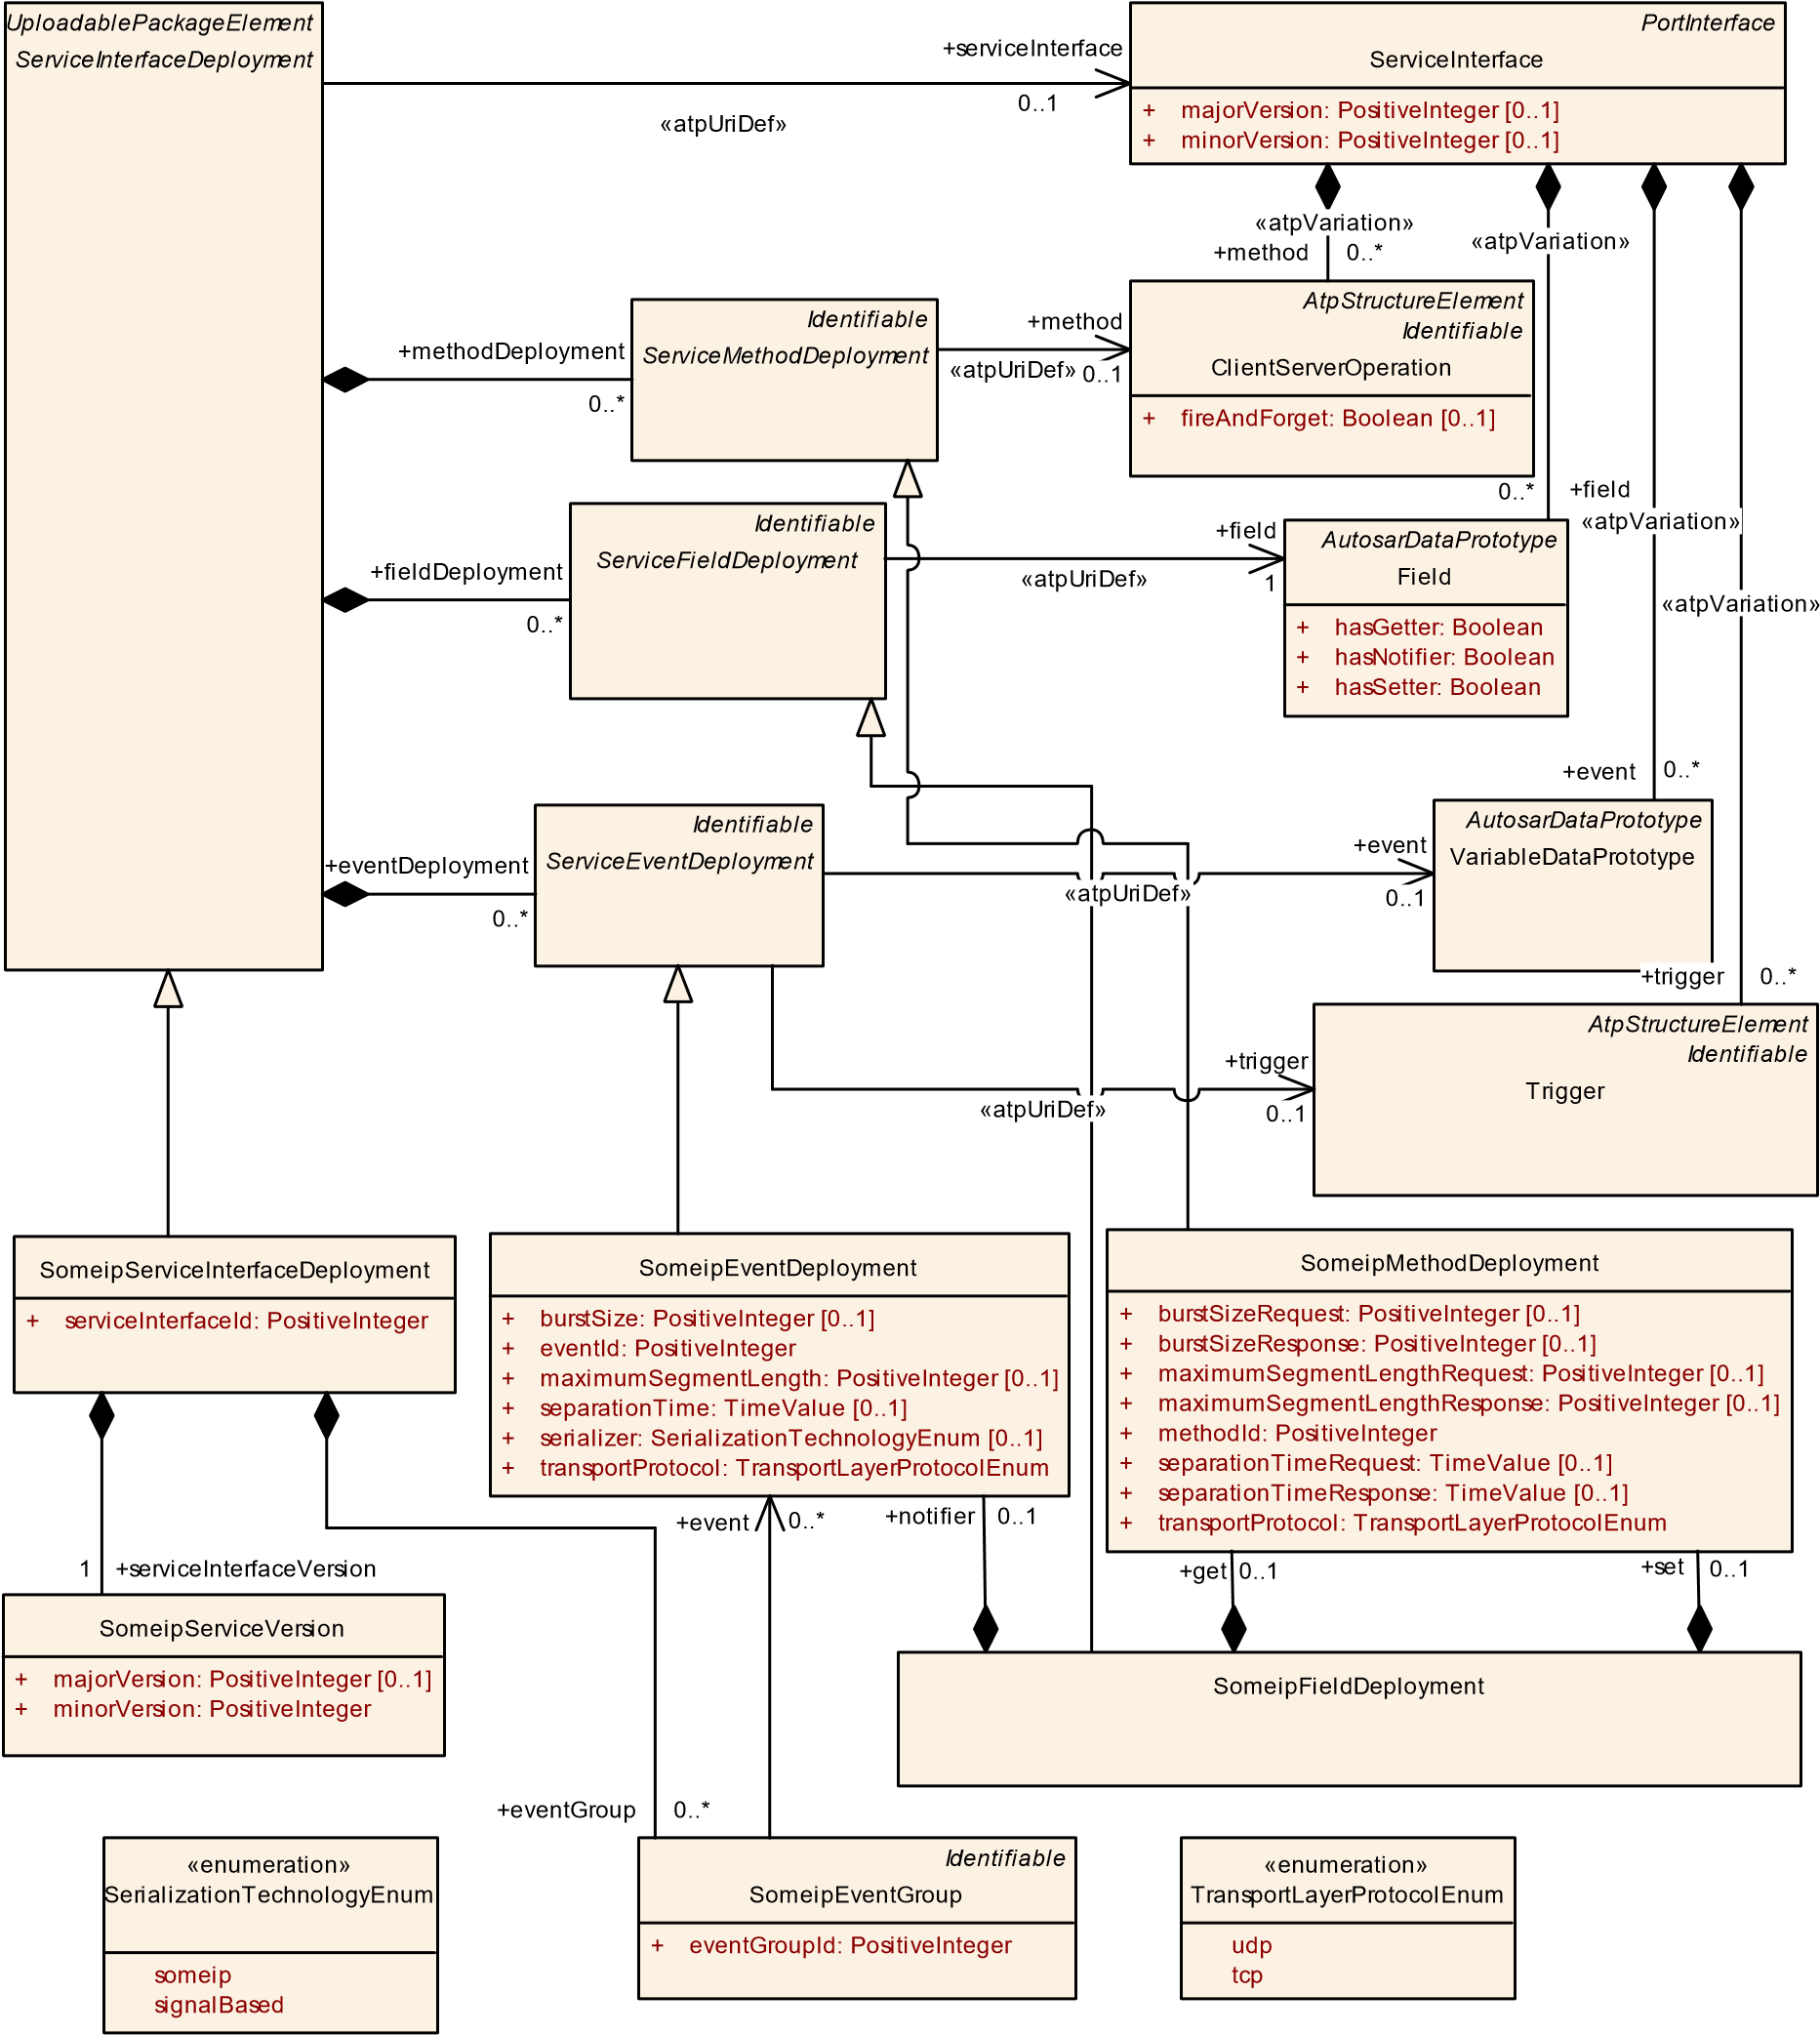 UploadablePackageElement
ServiceInterfaceDeployment
+serviceInterface
0..1
«atpUriDef»
PortInterface
ServiceInterface
+ majorVersion: PositiveInteger [0..1]
+ minorVersion: PositiveInteger [0..1]
«atpVariation»
+method 0..*
«atpVariation»
Identifiable
ServiceMethodDeployment
+methodDeployment
0..*
+method
«atpUriDef» 0..1
AtpStructureElement
Identifiable
ClientServerOperation
+ fireAndForget: Boolean [0..1]
0..*
+field
«atpVariation»
Identifiable
ServiceFieldDeployment
+fieldDeployment
0..*
+field
«atpUriDef»
1
AutosarDataPrototype
Field
+ hasGetter: Boolean
+ hasNotifier: Boolean
+ hasSetter: Boolean
«atpVariation»
+event 0..*
Identifiable
ServiceEventDeployment
+eventDeployment
0..*
+event
«atpUriDef»
0..1
AutosarDataPrototype
VariableDataPrototype
+trigger 0..*
+trigger
«atpUriDef»
0..1
AtpStructureElement
Identifiable
Trigger
SomeipServiceInterfaceDeployment
+ serviceInterfaceId: PositiveInteger
SomeipEventDeployment
+ burstSize: PositiveInteger [0..1]
+ eventId: PositiveInteger
+ maximumSegmentLength: PositiveInteger [0..1]
+ separationTime: TimeValue [0..1]
+ serializer: SerializationTechnologyEnum [0..1]
+ transportProtocol: TransportLayerProtocolEnum
SomeipMethodDeployment
+ burstSizeRequest: PositiveInteger [0..1]
+ burstSizeResponse: PositiveInteger [0..1]
+ maximumSegmentLengthRequest: PositiveInteger [0..1]
+ maximumSegmentLengthResponse: PositiveInteger [0..1]
+ methodId: PositiveInteger
+ separationTimeRequest: TimeValue [0..1]
+ separationTimeResponse: TimeValue [0..1]
+ transportProtocol: TransportLayerProtocolEnum
+event 0..*
+notifier 0..1
+get 0..1
+set 0..1
1 +serviceInterfaceVersion
SomeipServiceVersion
+ majorVersion: PositiveInteger [0..1]
+ minorVersion: PositiveInteger
SomeipFieldDeployment
+eventGroup 0..*
«enumeration»
SerializationTechnologyEnum
someip
signalBased
Identifiable
SomeipEventGroup
+ eventGroupId: PositiveInteger
«enumeration»
TransportLayerProtocolEnum
udp
tcp